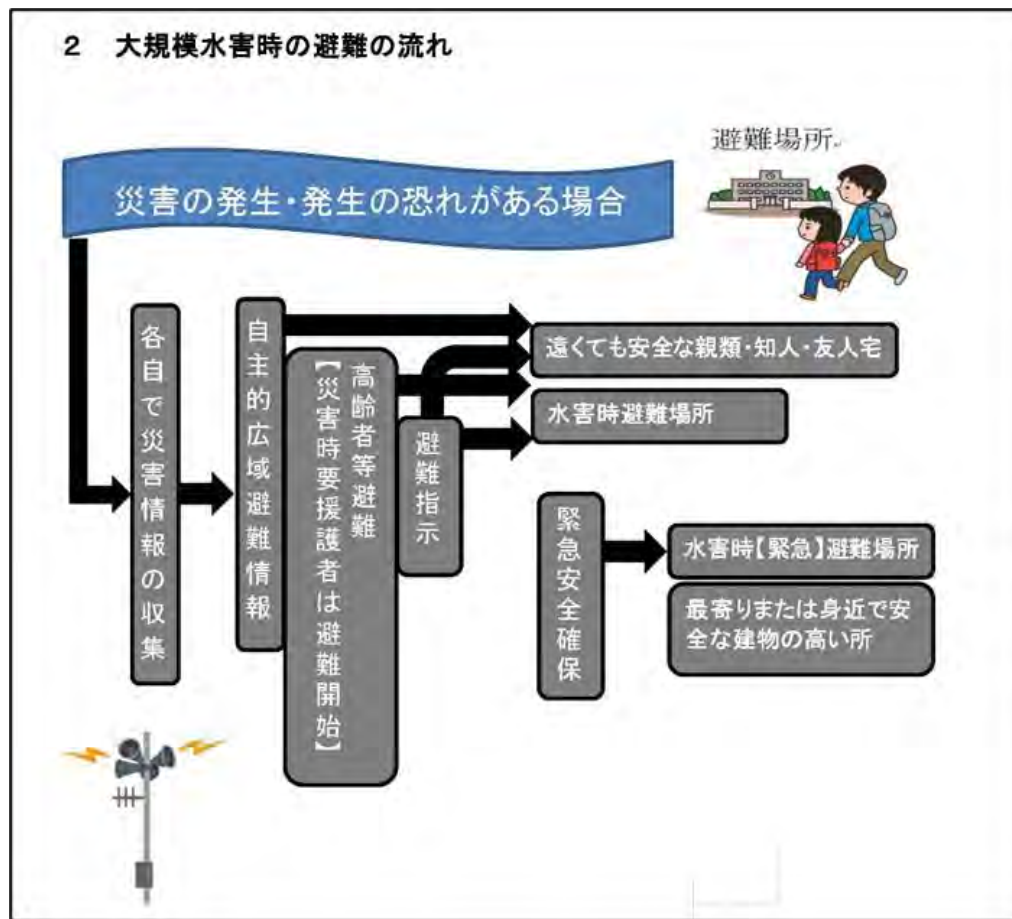 2 大規模水害時の避難の流れ
避難場所
災害の発生・発生の恐れがある場合
各自で災害情報の収集
自主的広域避難情報
高齢者等避難
【災害時要援護者は避難開始】
避難指示
遠くても安全な親類・知人・友人宅
水害時避難場所
緊急安全確保
水害時【緊急】避難場所
最寄りまたは身近で安
全な建物の高い所